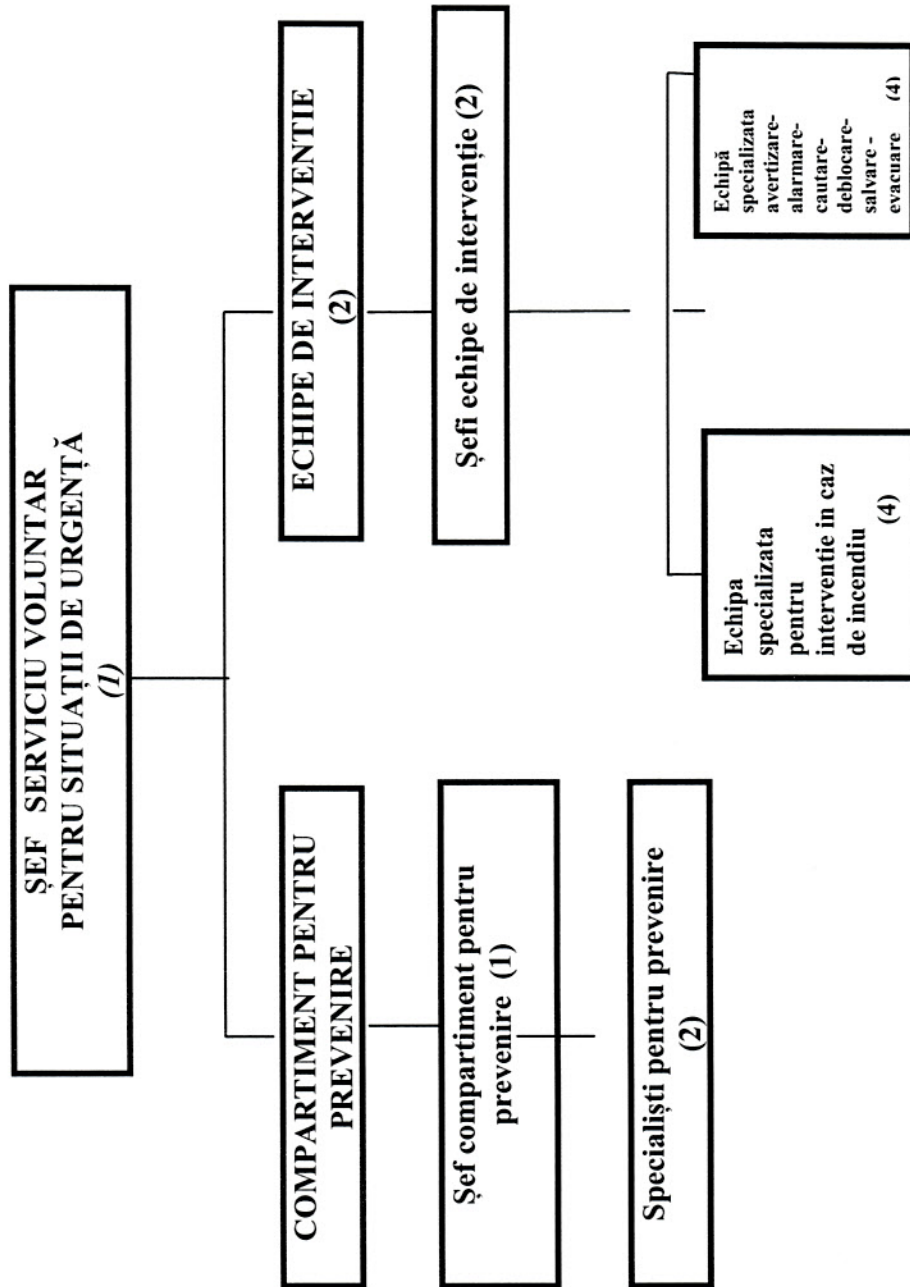 ȘEF SERVICIU VOLUNTAR
PENTRU SITUAȚII DE URGENȚĂ
(1)
COMPARTIMENT PENTRU
PREVENIRE
Șef compartiment pentru
prevenire (1)
Specialiști pentru prevenire
(2)
ECHIPE DE INTERVENTIE
(2)
Șefi echipe de intervenție (2)
Echipa
specializata
pentru
interventie in caz
de incendiu
(4)
Echipă
specializata
avertizare-
alarmare-
cautare-
deblocare-
salvare -
evacuare (4)